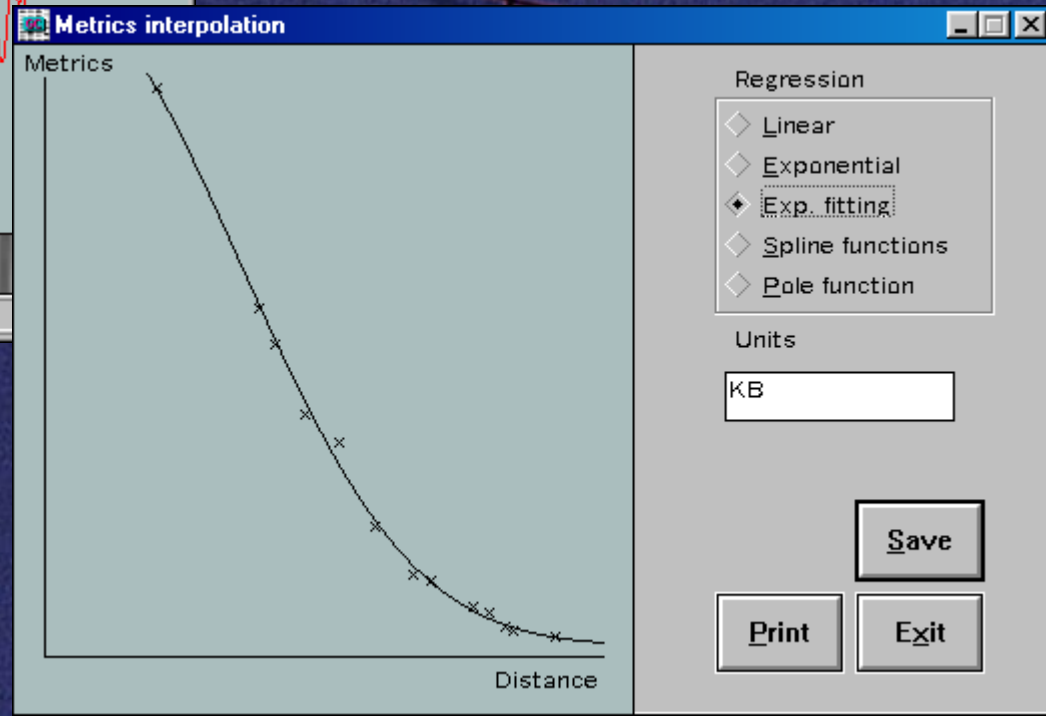 Metrics interpolation
Metrics
Distance
Regression
Linear
Exponential
Exp. fitting
Spline functions
Pole function
Units
KB
Save
Print
Exit